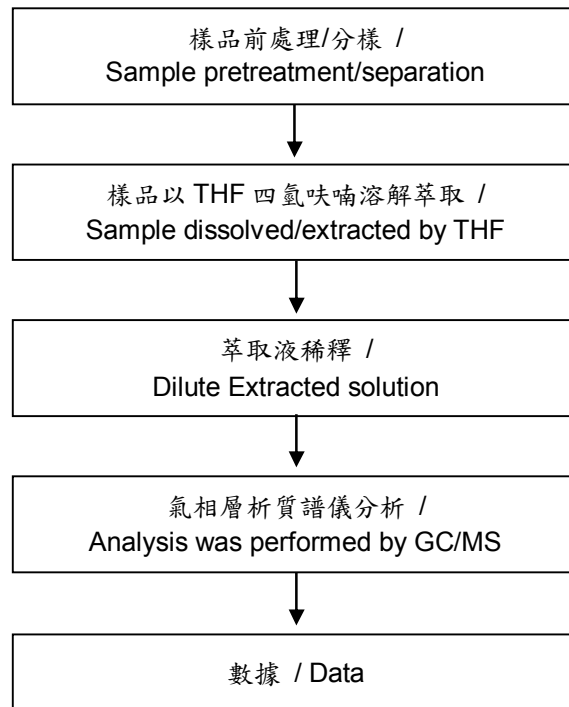 樣品前處理/分樣 /
Sample pretreatment/separation
樣品以 THF 四氫呋喃溶解萃取 /
Sample dissolved/extracted by THF
萃取液稀釋 /
Dilute Extracted solution
氣相層析質譜儀分析 /
Analysis was performed by GC/MS
數據 / Data